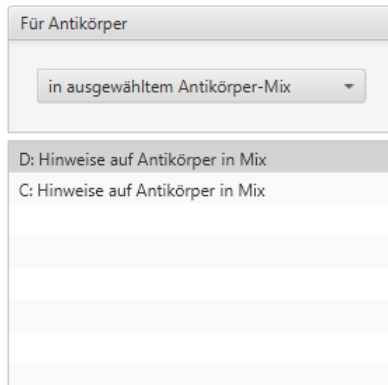 Für Antikörper
in ausgewähltem Antikörper-Mix
D: Hinweise auf Antikörper in Mix
C: Hinweise auf Antikörper in Mix